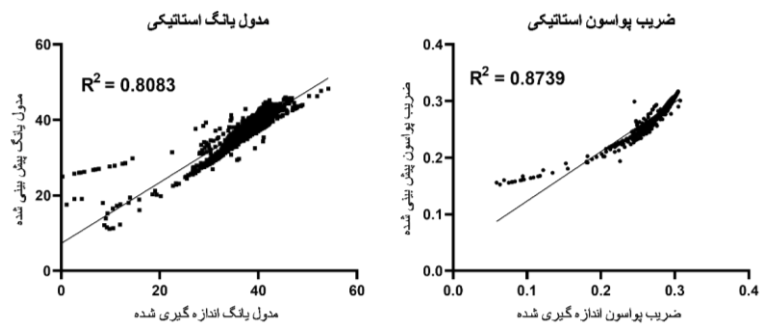 مدول یانگ استاتیکی
R² = 0.8083
مدول یانگ پیش بینی شده
60
40
20
0
0 20 40 60
مدول یانگ اندازه گیری شده
ضریب پواسون استاتیکی
R² = 0.8739
ضریب پواسون پیش بینی شده
0.4
0.3
0.2
0.1
0.0
0.0 0.1 0.2 0.3 0.4
ضریب پواسون اندازه گیری شده